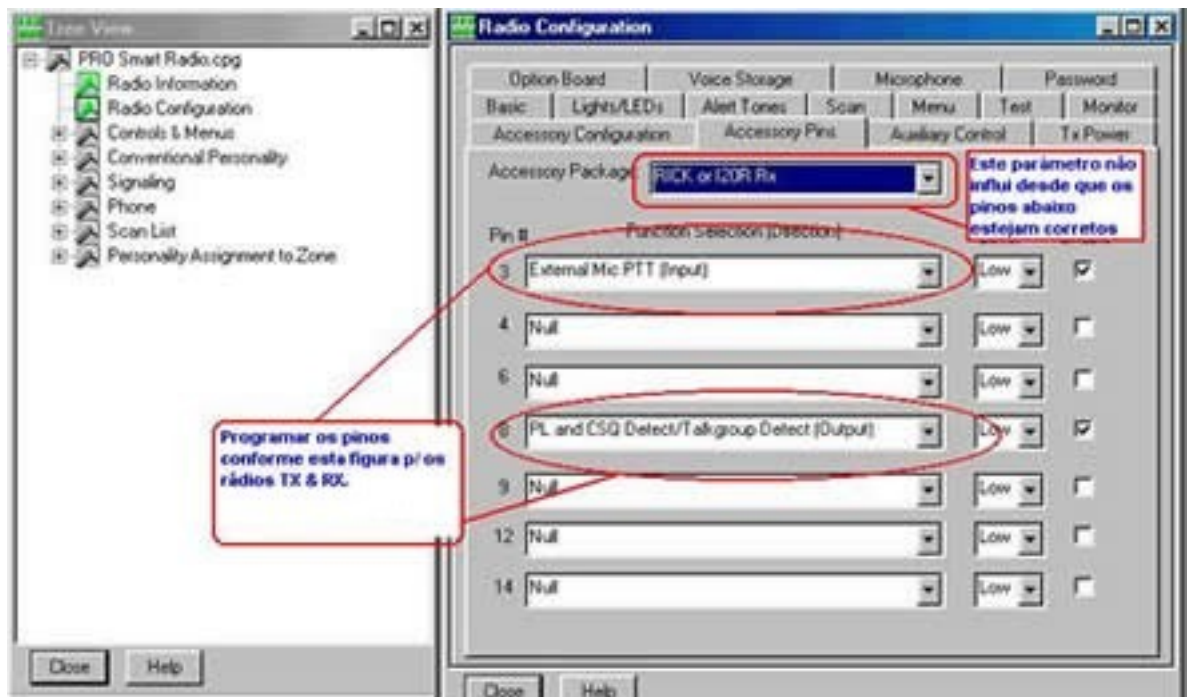 Tree View
PRO Smart Radio.cpg
Radio Information
Radio Configuration
Controls & Menus
Conventional Personality
Signaling
Phone
Scan List
Personality Assignment to Zone
Programar os pinos
conforme esta figura p/ os
rádios TX & RX.
Close Help
Radio Configuration
Option Board Voice Storage Microphone Password
Basic Lights/LEDs Alert Tones Scan Menu Test Monitor
Accessory Configuration Accessory Pins Auxiliary Control Tx Power
Accessory Package RICK or I20R Rx
Este parâmetro não
influi desde que os
pinos abaixo
estejam corretos
Pin # Function Selection (Direction)
3 External Mic PTT (Input) Low
4 Null Low
6 Null Low
8 PL and CSQ Detect/Talkgroup Detect (Output) Low
9 Null Low
12 Null Low
14 Null Low
Close Help